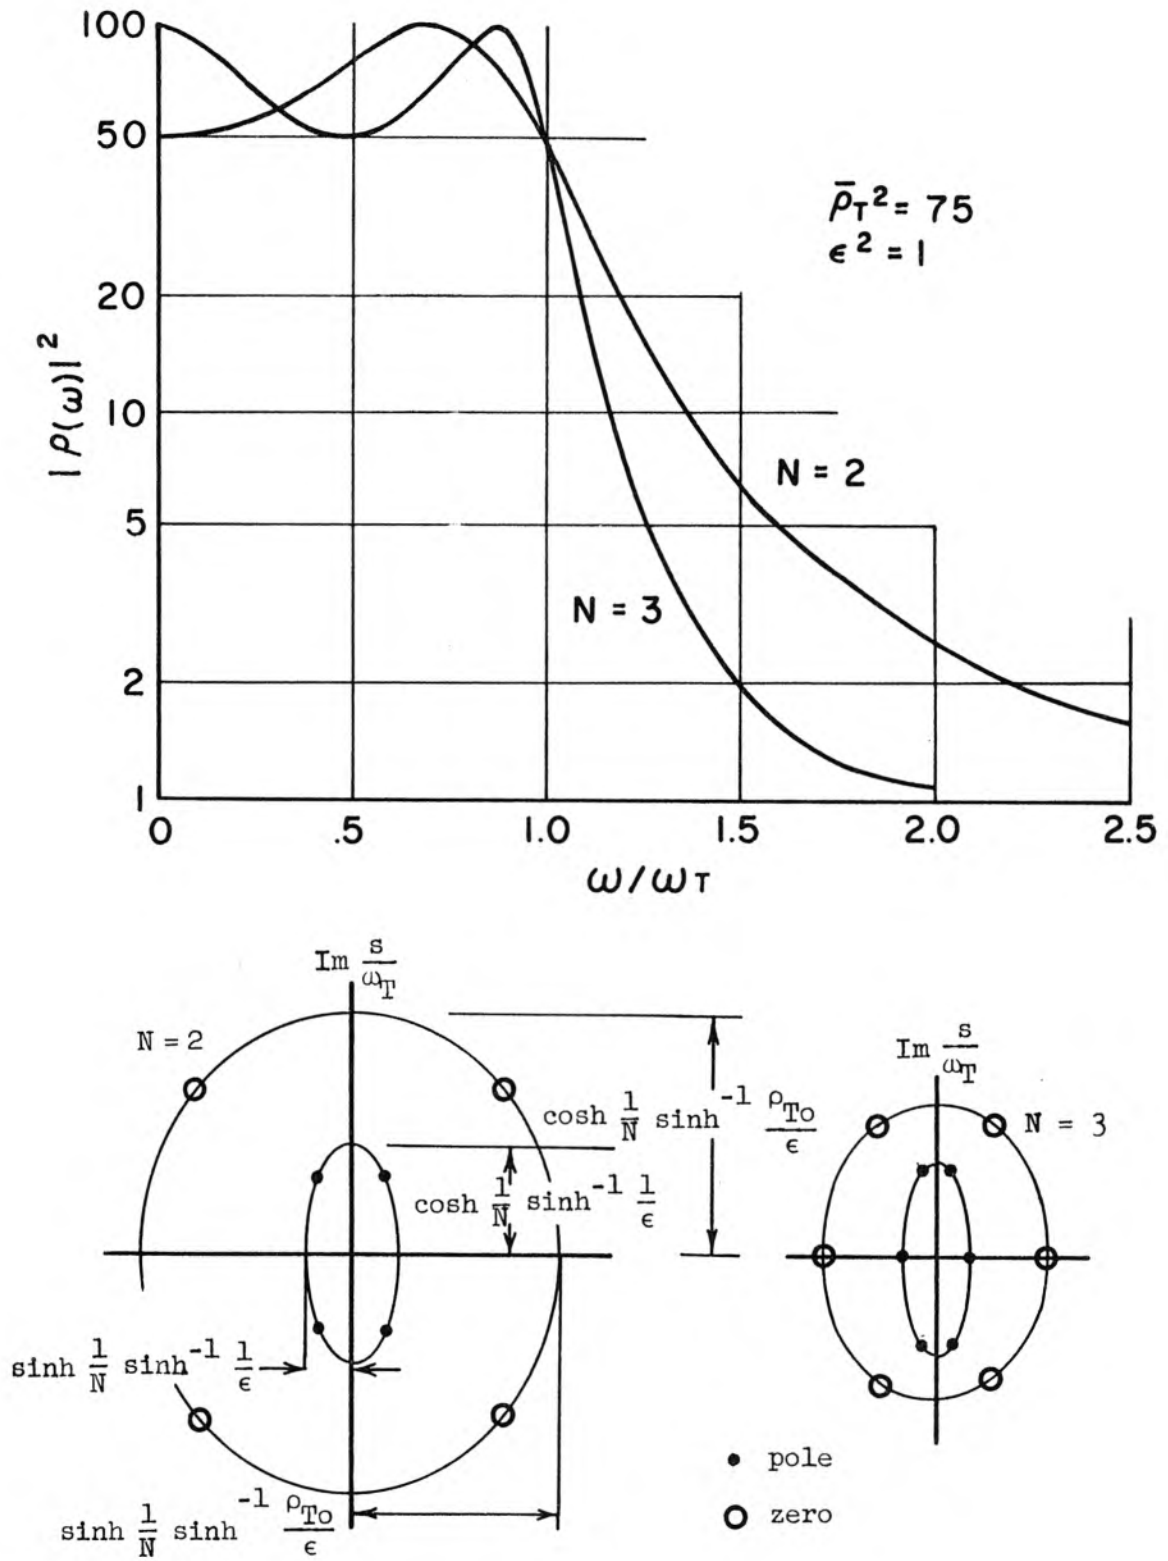 100
50
20
10
5
2
1
|ρ(ω)|²
ρ̄T² = 75
ϵ² = 1
N = 2
N = 3
0 .5 1.0 1.5 2.0 2.5
ω/ωT
Im s/ωT
N = 2
cosh 1/N sinh⁻¹ ρTo/ϵ
cosh 1/N sinh⁻¹ 1/ϵ
sinh 1/N sinh⁻¹ 1/ϵ
sinh 1/N sinh⁻¹ ρTo/ϵ
Im s/ωT
N = 3
pole
zero